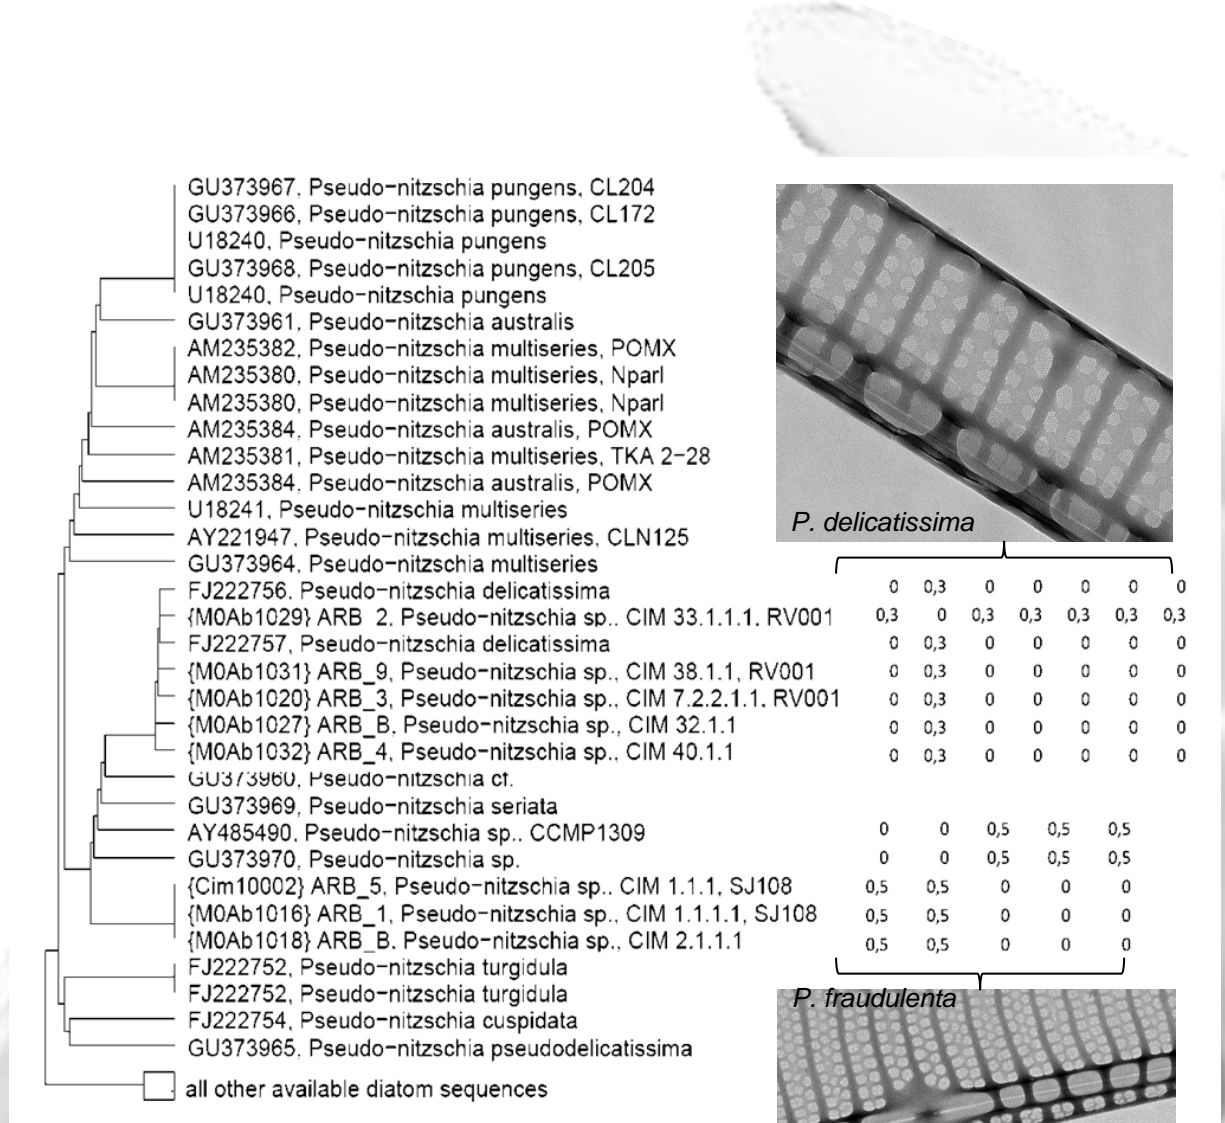 GU373967, Pseudo-nitzschia pungens, CL204
GU373966, Pseudo-nitzschia pungens, CL172
U18240, Pseudo-nitzschia pungens
GU373968, Pseudo-nitzschia pungens, CL205
U18240, Pseudo-nitzschia pungens
GU373961, Pseudo-nitzschia australis
AM235382, Pseudo-nitzschia multiseries, POMX
AM235380, Pseudo-nitzschia multiseries, Nparl
AM235380, Pseudo-nitzschia multiseries, Nparl
AM235384, Pseudo-nitzschia australis, POMX
AM235381, Pseudo-nitzschia multiseries, TKA 2-28
AM235384, Pseudo-nitzschia australis, POMX
U18241, Pseudo-nitzschia multiseries
AY221947, Pseudo-nitzschia multiseries, CLN125
GU373964, Pseudo-nitzschia multiseries
P. delicatissima
FJ222756, Pseudo-nitzschia delicatissima 0 0,3 0 0 0 0 0
{M0Ab1029} ARB_2, Pseudo-nitzschia sp., CIM 33.1.1.1, RV001 0,3 0 0,3 0,3 0,3 0,3 0,3
FJ222757, Pseudo-nitzschia delicatissima 0 0,3 0 0 0 0 0
{M0Ab1031} ARB_9, Pseudo-nitzschia sp., CIM 38.1.1, RV001 0 0,3 0 0 0 0 0
{M0Ab1020} ARB_3, Pseudo-nitzschia sp., CIM 7.2.2.1.1, RV001 0 0,3 0 0 0 0 0
{M0Ab1027} ARB_B, Pseudo-nitzschia sp., CIM 32.1.1 0 0,3 0 0 0 0 0
{M0Ab1032} ARB_4, Pseudo-nitzschia sp., CIM 40.1.1 0 0,3 0 0 0 0 0
GU373960, Pseudo-nitzschia cf.
GU373969, Pseudo-nitzschia seriata
AY485490, Pseudo-nitzschia sp., CCMP1309 0 0 0,5 0,5 0,5
GU373970, Pseudo-nitzschia sp. 0 0 0,5 0,5 0,5
{Cim10002} ARB_5, Pseudo-nitzschia sp., CIM 1.1.1, SJ108 0,5 0,5 0 0 0
{M0Ab1016} ARB_1, Pseudo-nitzschia sp., CIM 1.1.1.1, SJ108 0,5 0,5 0 0 0
{M0Ab1018} ARB_B, Pseudo-nitzschia sp., CIM 2.1.1.1 0,5 0,5 0 0 0
FJ222752, Pseudo-nitzschia turgidula
FJ222752, Pseudo-nitzschia turgidula
P. fraudulenta
FJ222754, Pseudo-nitzschia cuspidata
GU373965, Pseudo-nitzschia pseudodelicatissima
all other available diatom sequences